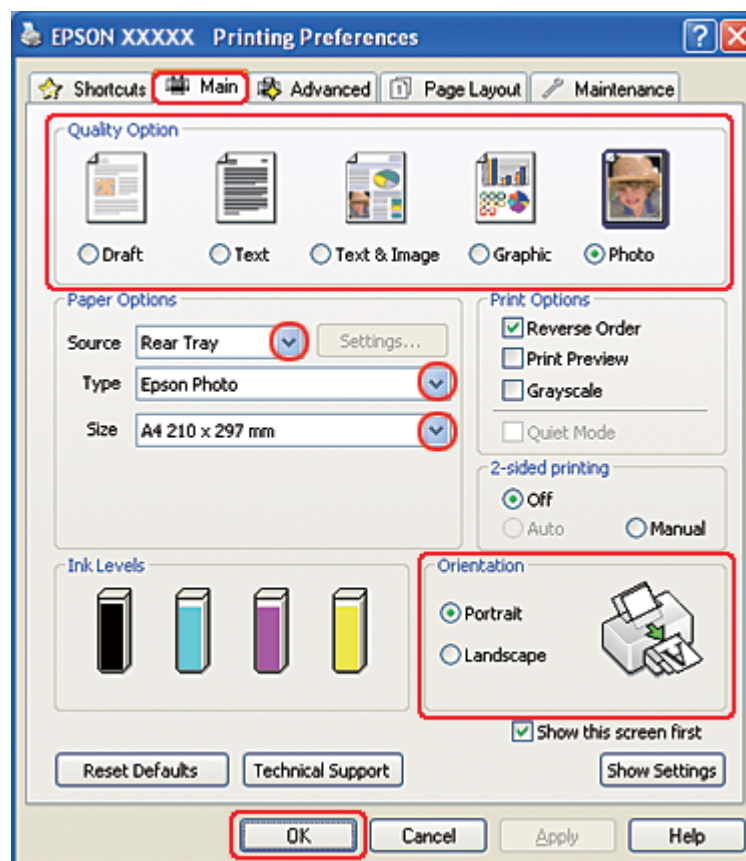 EPSON XXXXX Printing Preferences
Shortcuts Main Advanced Page Layout Maintenance
Quality Option
Draft Text Text & Image Graphic Photo
Paper Options
Source Rear Tray Settings...
Type Epson Photo
Size A4 210 x 297 mm
Print Options
Reverse Order
Print Preview
Grayscale
Quiet Mode
2-sided printing
Off
Auto Manual
Ink Levels
Orientation
Portrait
Landscape
Show this screen first
Reset Defaults Technical Support Show Settings
OK Cancel Apply Help